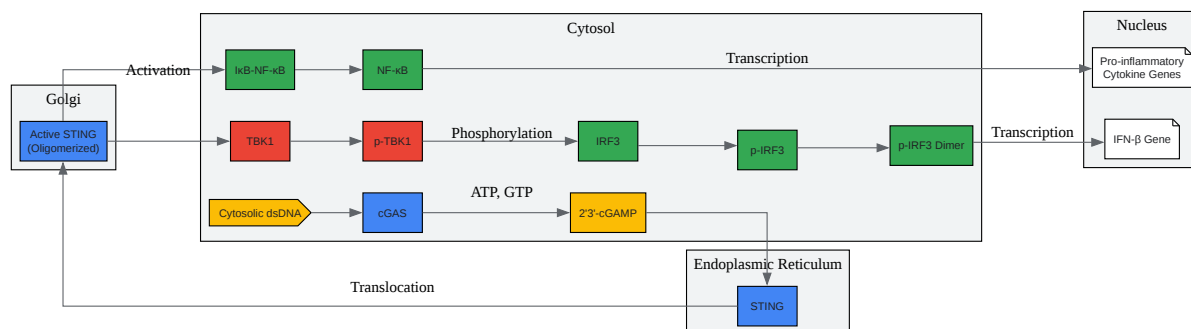 Cytosol
Nucleus
IκB-NF-κB
NF-κB
Transcription
Pro-inflammatory
Cytokine Genes
Activation
Golgi
Active STING
(Oligomerized)
TBK1
p-TBK1
Phosphorylation
IRF3
p-IRF3
p-IRF3 Dimer
Transcription
IFN-β Gene
Cytosolic dsDNA
cGAS
ATP, GTP
2'3'-cGAMP
Endoplasmic Reticulum
Translocation
STING